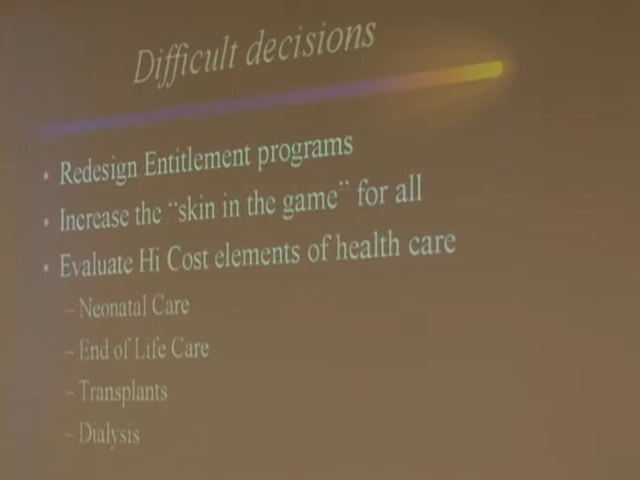 Difficult decisions
• Redesign Entitlement programs
• Increase the "skin in the game" for all
• Evaluate Hi Cost elements of health care
– Neonatal Care
– End of Life Care
– Transplants
– Dialysis